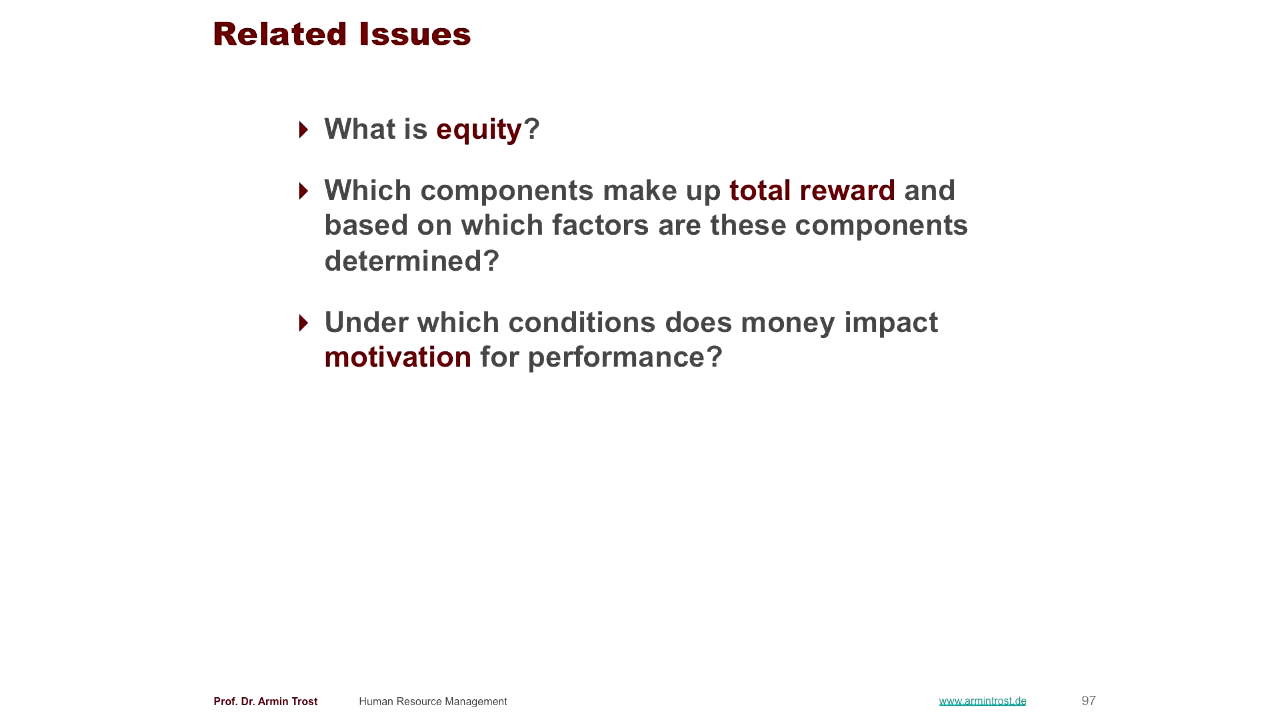 Related Issues
What is equity?
Which components make up total reward and
based on which factors are these components
determined?
Under which conditions does money impact
motivation for performance?
Prof. Dr. Armin Trost Human Resource Management www.armintrost.de 97